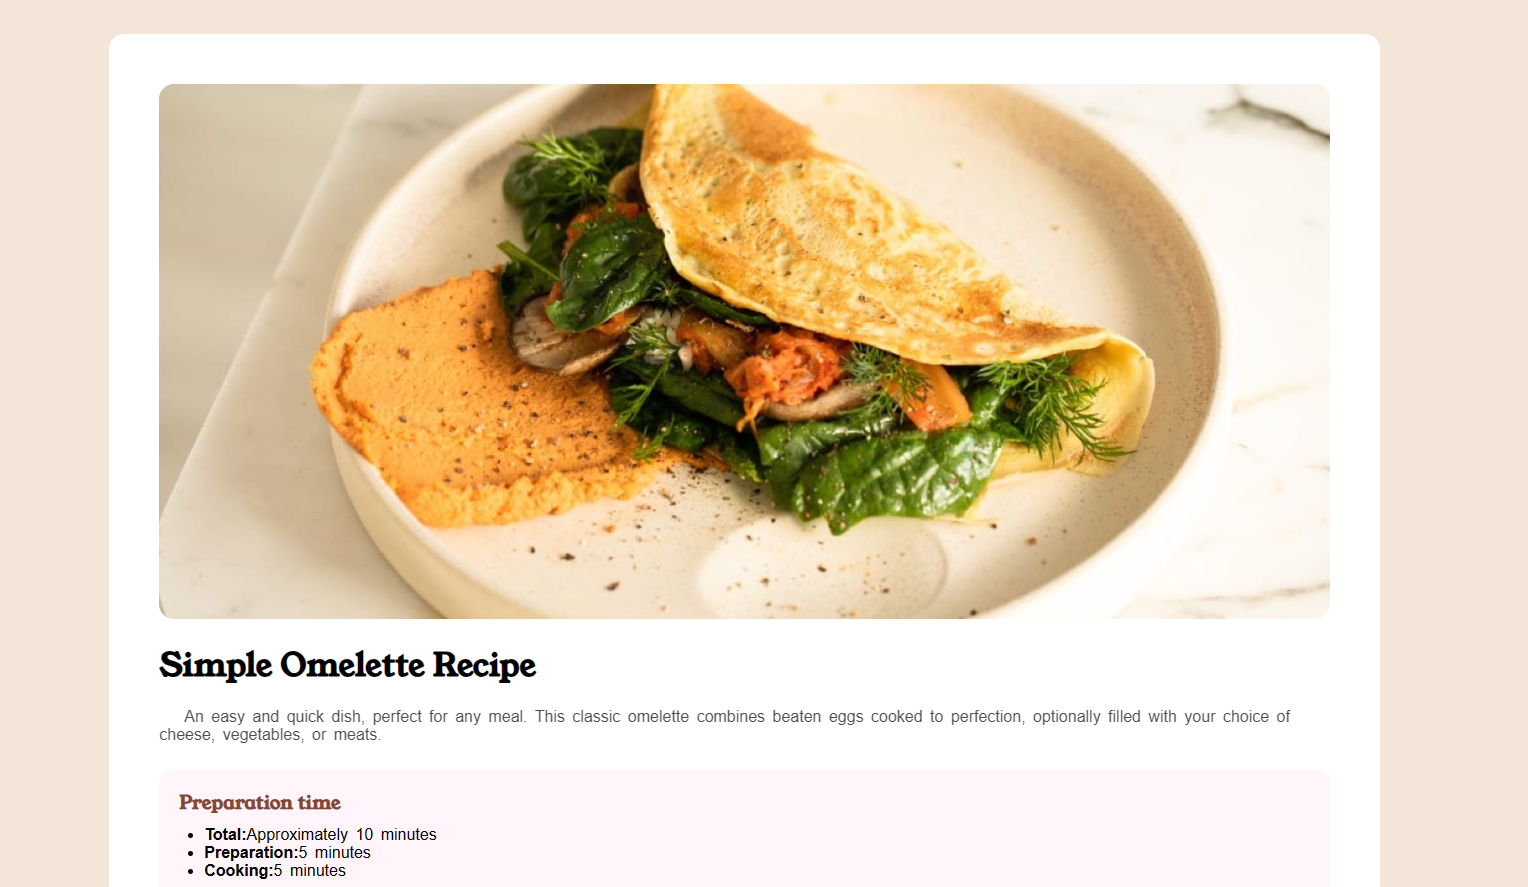 Simple Omelette Recipe
An easy and quick dish, perfect for any meal. This classic omelette combines beaten eggs cooked to perfection, optionally filled with your choice of
cheese, vegetables, or meats.
Preparation time
Total:Approximately 10 minutes
Preparation:5 minutes
Cooking:5 minutes